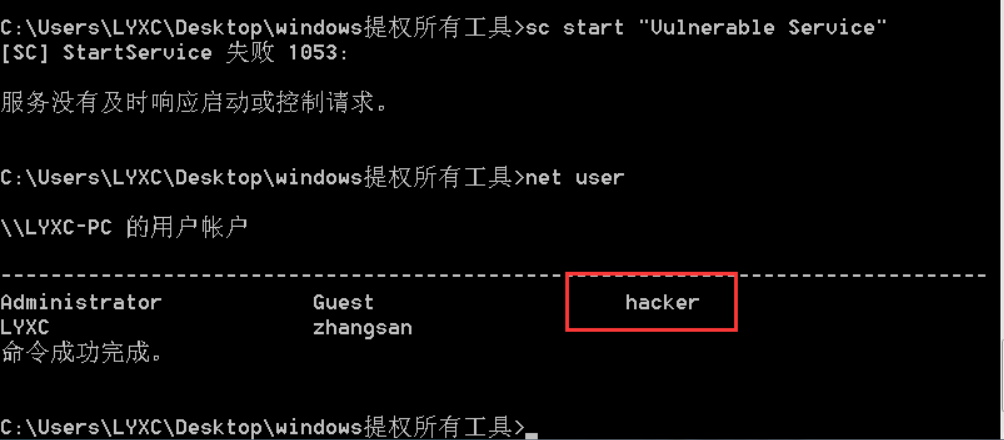 C:\Users\LYXC\Desktop\windows提权所有工具>sc start "Vulnerable Service"
[SC] StartService 失败 1053:
服务没有及时响应启动或控制请求。
C:\Users\LYXC\Desktop\windows提权所有工具>net user
\\LYXC-PC 的用户帐户
-------------------------------------------------------------------------------
Administrator Guest hacker
LYXC zhangsan
命令成功完成。
C:\Users\LYXC\Desktop\windows提权所有工具>_